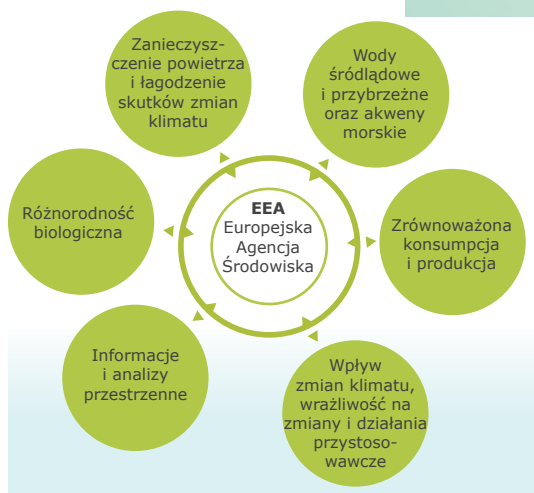 Zanieczysz-
czenie powietrza
i łagodzenie
skutków zmian
klimatu
Wody
śródlądowe
i przybrzeżne
oraz akweny
morskie
Różnorodność
biologiczna
EEA
Europejska
Agencja
Środowiska
Zrównoważona
konsumpcja
i produkcja
Informacje
i analizy
przestrzenne
Wpływ
zmian klimatu,
wrażliwość na
zmiany i działania
przystoso-
wawcze